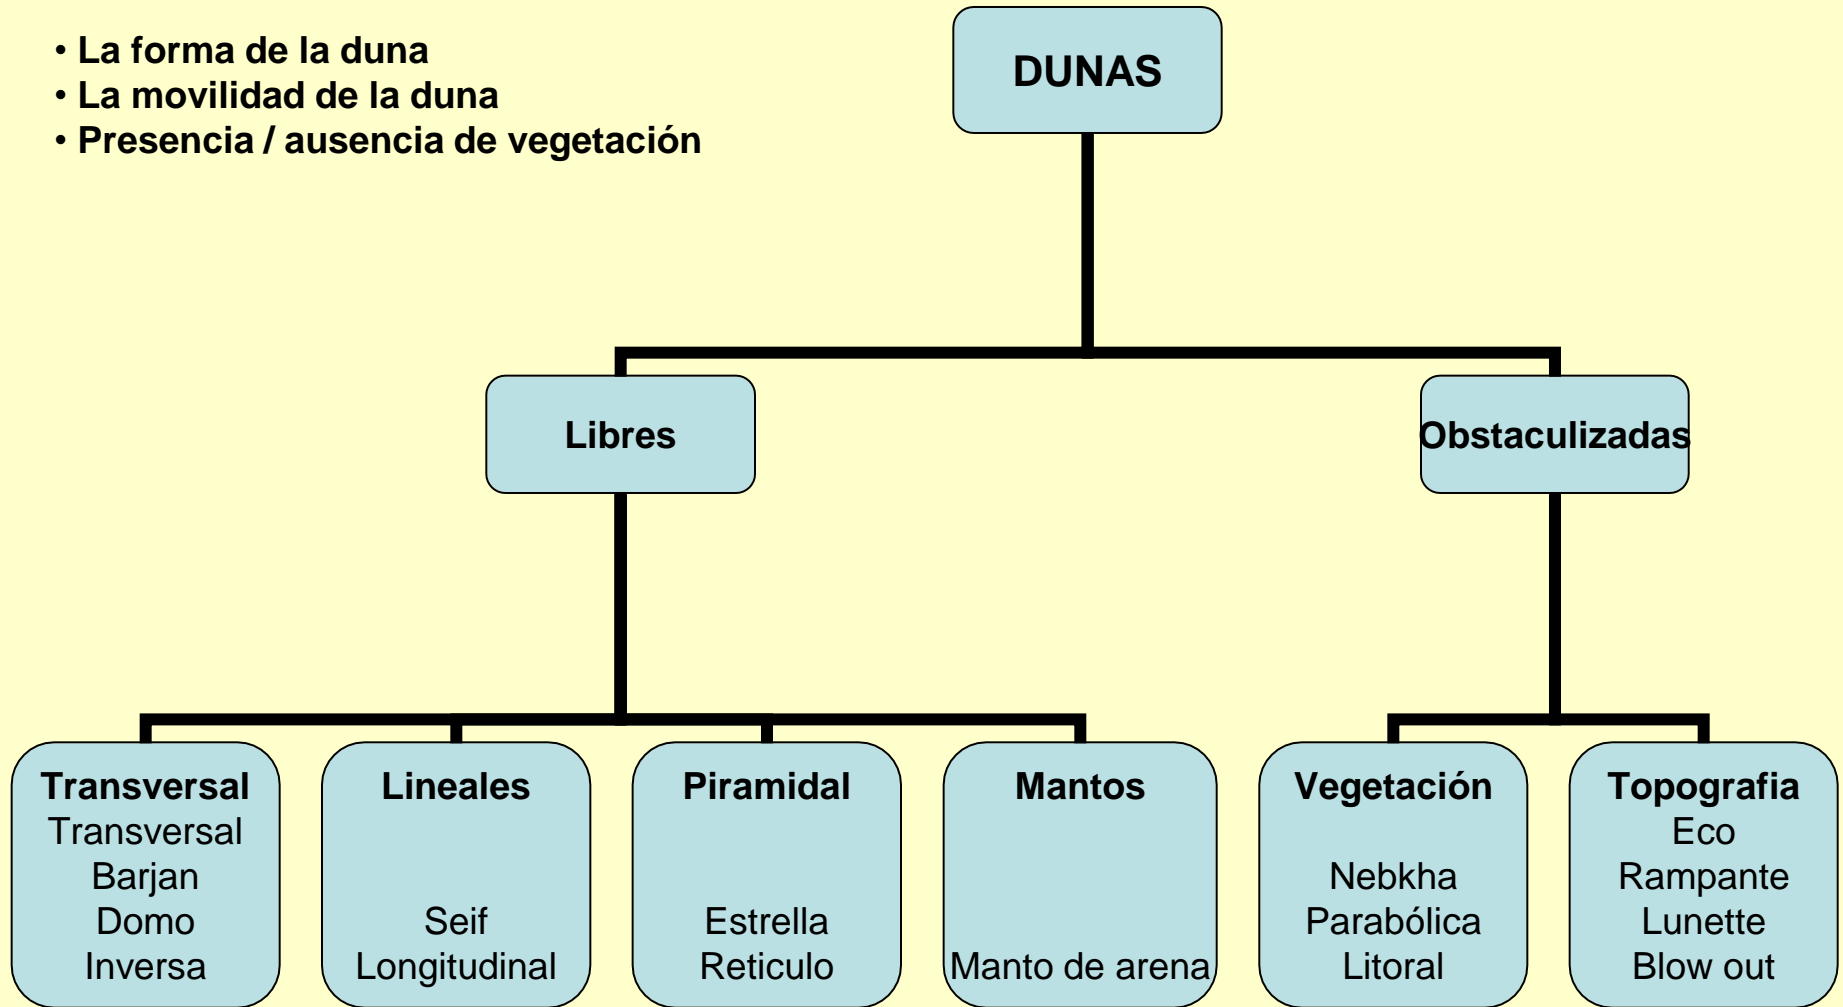 • La forma de la duna
• La movilidad de la duna
• Presencia / ausencia de vegetación
DUNAS
Libres
Obstaculizadas
Transversal
Transversal
Barjan
Domo
Inversa
Lineales
Seif
Longitudinal
Piramidal
Estrella
Reticulo
Mantos
Manto de arena
Vegetación
Nebkha
Parabólica
Litoral
Topografia
Eco
Rampante
Lunette
Blow out